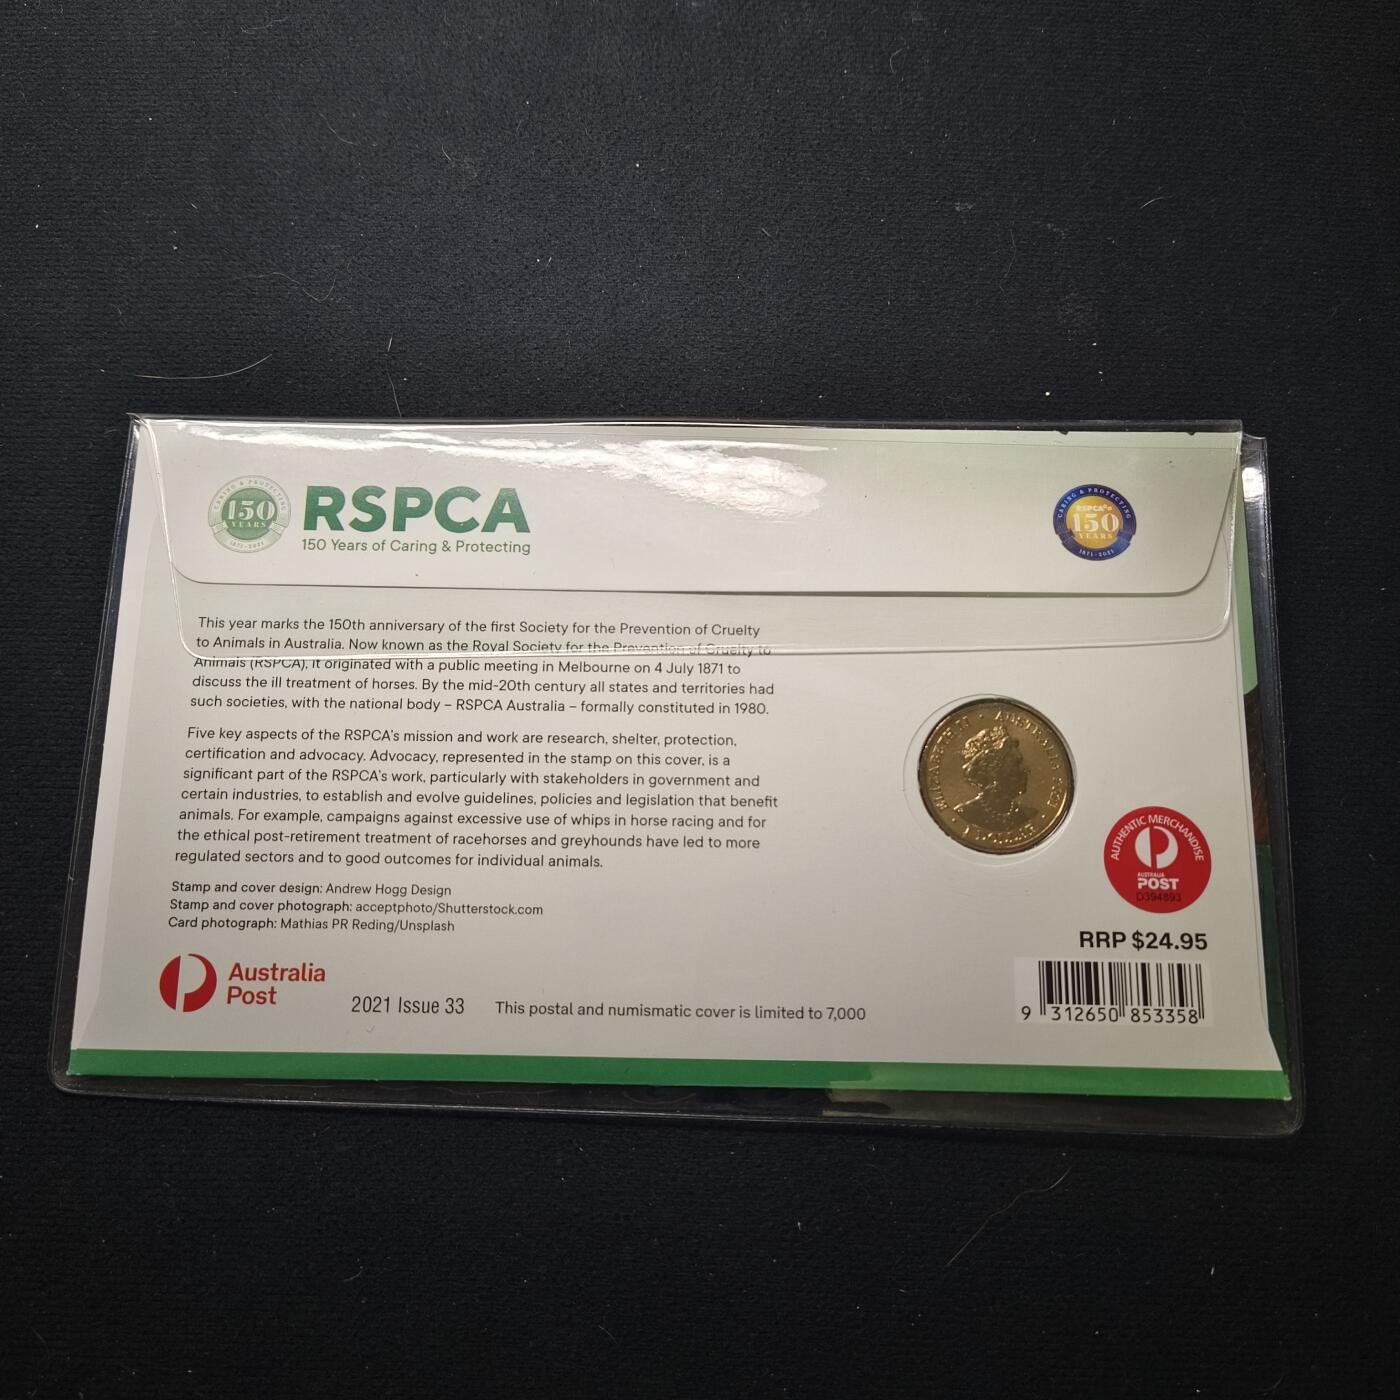 CARING & PROTECTING
150
YEARS
1871-2021
RSPCA
150 Years of Caring & Protecting
CARING & PROTECTING
RSPCA's
150
YEARS
1871-2021
This year marks the 150th anniversary of the first Society for the Prevention of Cruelty
to Animals in Australia. Now known as the Royal Society for the Prevention of Cruelty to
Animals (RSPCA), it originated with a public meeting in Melbourne on 4 July 1871 to
discuss the ill treatment of horses. By the mid-20th century all states and territories had
such societies, with the national body – RSPCA Australia – formally constituted in 1980.
Five key aspects of the RSPCA's mission and work are research, shelter, protection,
certification and advocacy. Advocacy, represented in the stamp on this cover, is a
significant part of the RSPCA's work, particularly with stakeholders in government and
certain industries, to establish and evolve guidelines, policies and legislation that benefit
animals. For example, campaigns against excessive use of whips in horse racing and for
the ethical post-retirement treatment of racehorses and greyhounds have led to more
regulated sectors and to good outcomes for individual animals.
Stamp and cover design: Andrew Hogg Design
Stamp and cover photograph: acceptphoto/Shutterstock.com
Card photograph: Mathias PR Reding/Unsplash
Australia
Post
2021 Issue 33
This postal and numismatic cover is limited to 7,000
ELIZABETH II • AUSTRALIA 2021
1 DOLLAR
AUTHENTIC MERCHANDISE
AUSTRALIA
POST
D394893
RRP $24.95
9 312650 853358